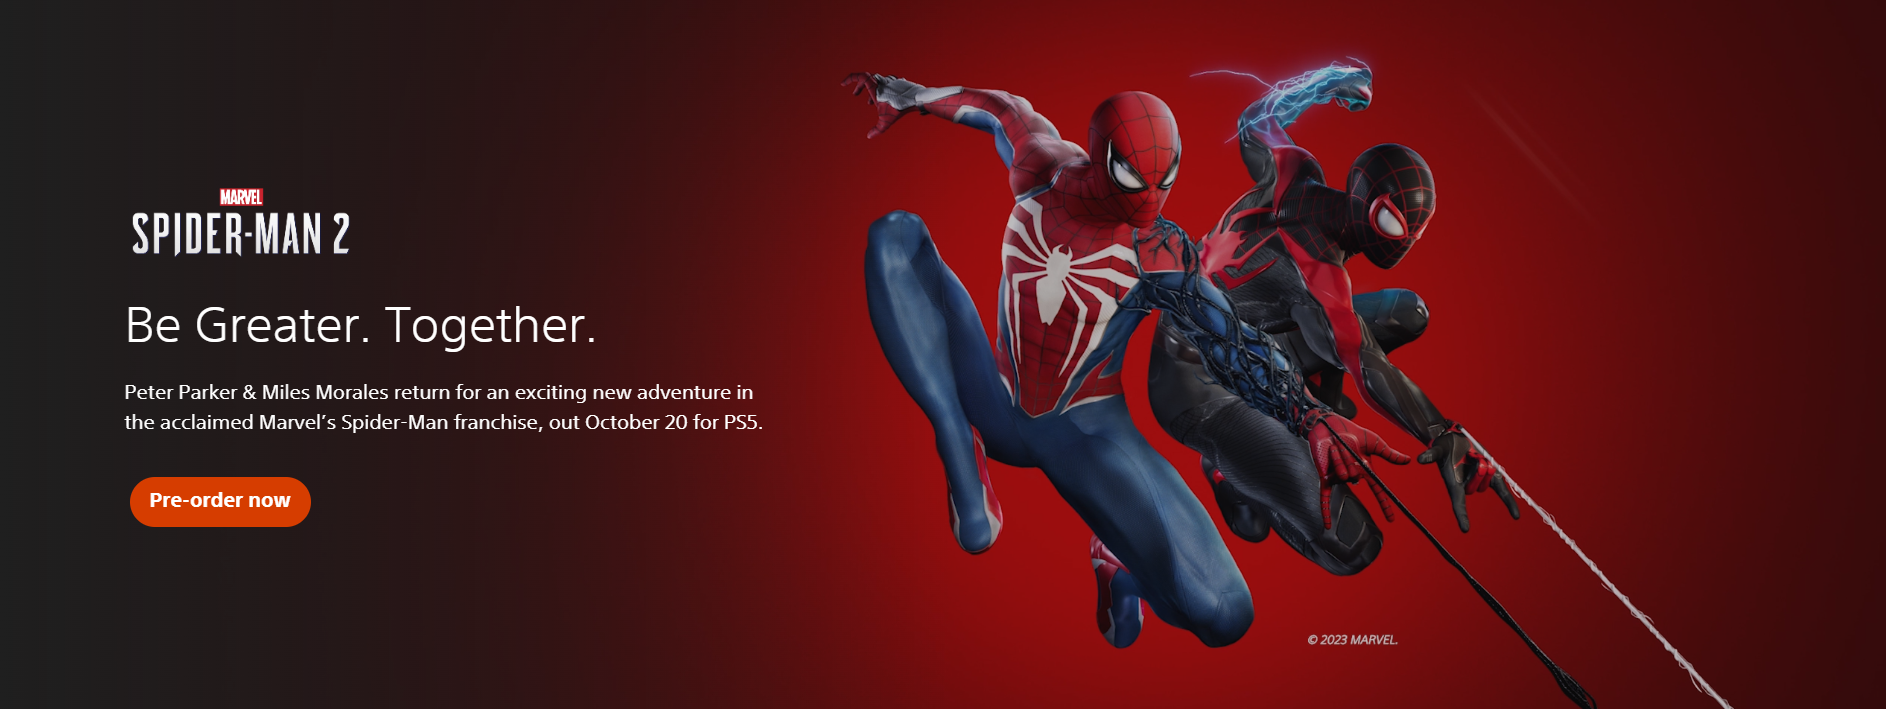 MARVEL
SPIDER-MAN 2
Be Greater. Together.
Peter Parker & Miles Morales return for an exciting new adventure in
the acclaimed Marvel’s Spider-Man franchise, out October 20 for PS5.
Pre-order now
© 2023 MARVEL.